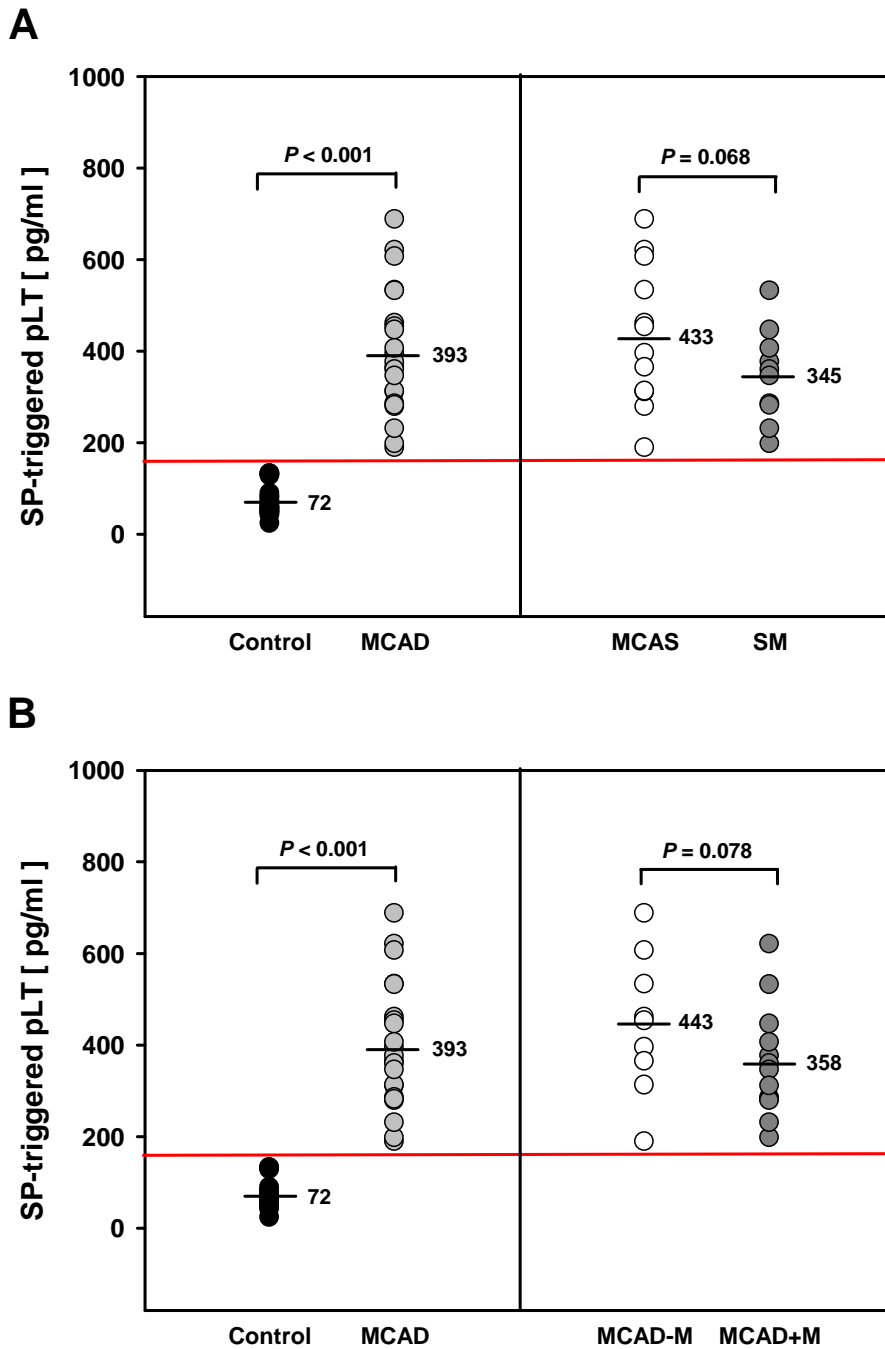 A
SP-triggered pLT [ pg/ml ]
1000
800
600
400
200
0
P < 0.001
P = 0.068
393
72
433
345
Control
MCAD
MCAS
SM
B
SP-triggered pLT [ pg/ml ]
1000
800
600
400
200
0
P < 0.001
P = 0.078
393
72
443
358
Control
MCAD
MCAD-M
MCAD+M